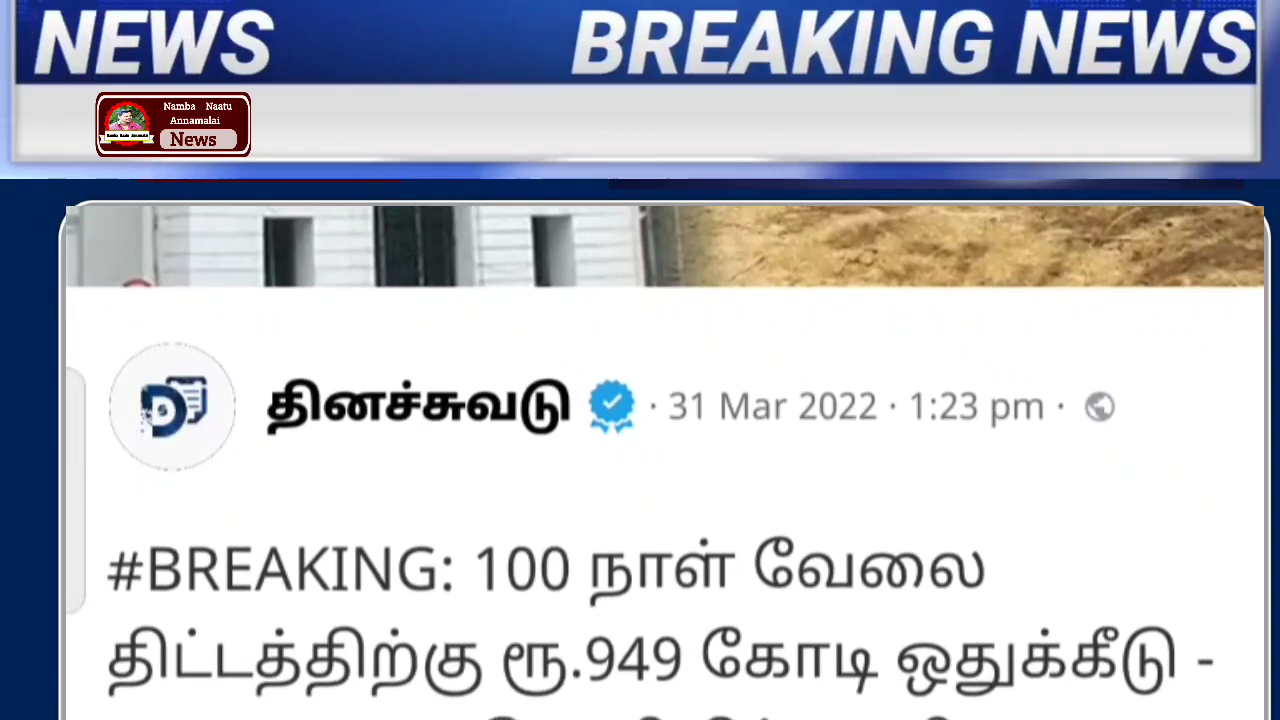 NEWS BREAKING NEWS
Namba Naatu
Annamalai
News
தினச்சுவடு · 31 Mar 2022 · 1:23 pm ·
#BREAKING: 100 நாள் வேலை
திட்டத்திற்கு ரூ.949 கோடி ஒதுக்கீடு -